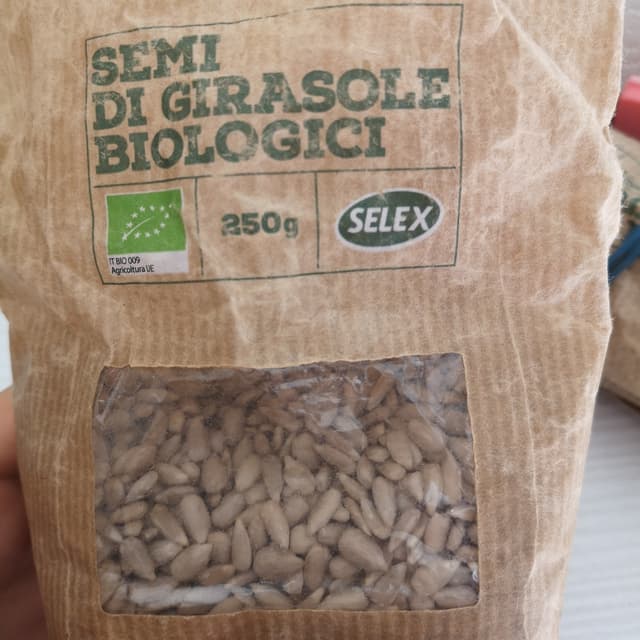 SEMI
DI GIRASOLE
BIOLOGICI
IT BIO 009
Agricoltura UE
250g
SELEX